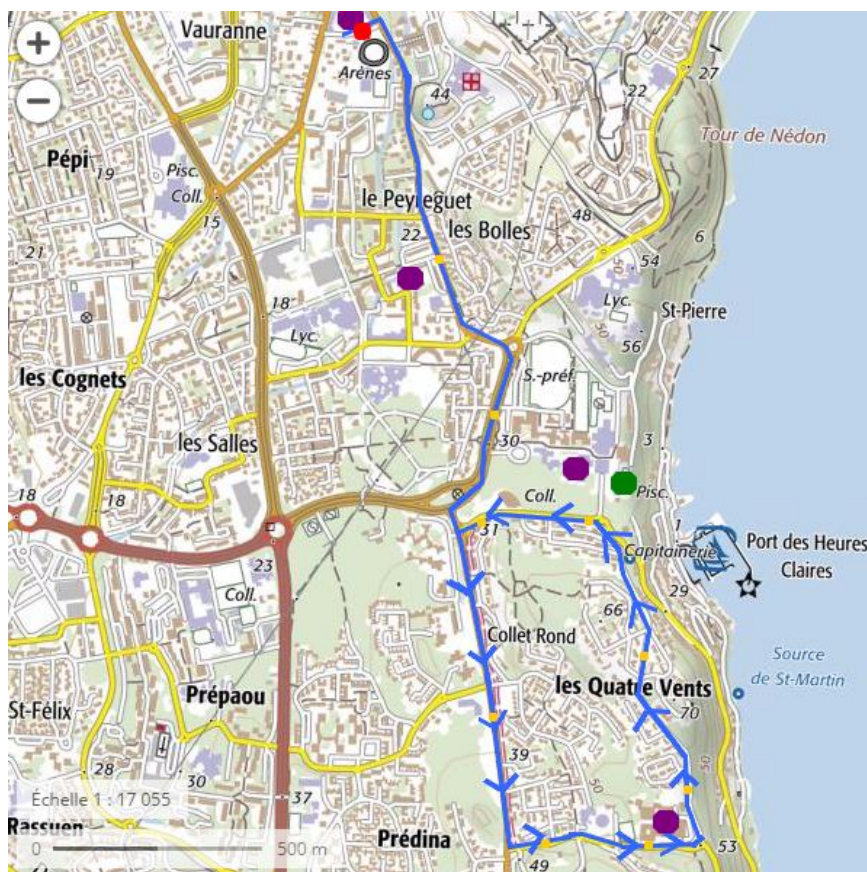 +
Vauranne
27
−
Arènes
44
22
Tour de Nédon
Pépi
19
Pisc.
Coll.
le Peyreguet
48
15
22
les Bolles
6
21
54
50
18
St-Pierre
Lyc.
Lyc.
50
56
les Cognets
S.-préf.
les Salles
30
3
18
18
Coll.
Pisc.
31
1
Port des Heures
Claires
23
Capitainerie
29
Coll.
66
Collet Rond
Source
de St-Martin
Prépaou
les Quatre Vents
St-Félix
70
28
30
39
50
50
Échelle 1 : 17 055
37
Rassuen
0
500 m
Prédina
49
53